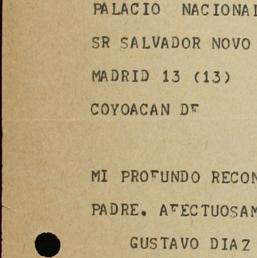 PALACIO NACIONAL
SR SALVADOR NOVO
MADRID 13 (13)
COYOACAN DF
MI PROFUNDO RECON
PADRE. AFECTUOSAM
GUSTAVO DIAZ